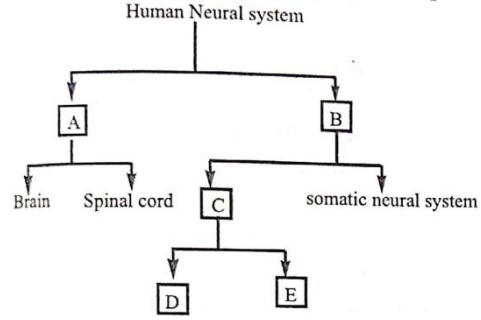 Human Neural system
A
B
Brain
Spinal cord
C
somatic neural system
D
E